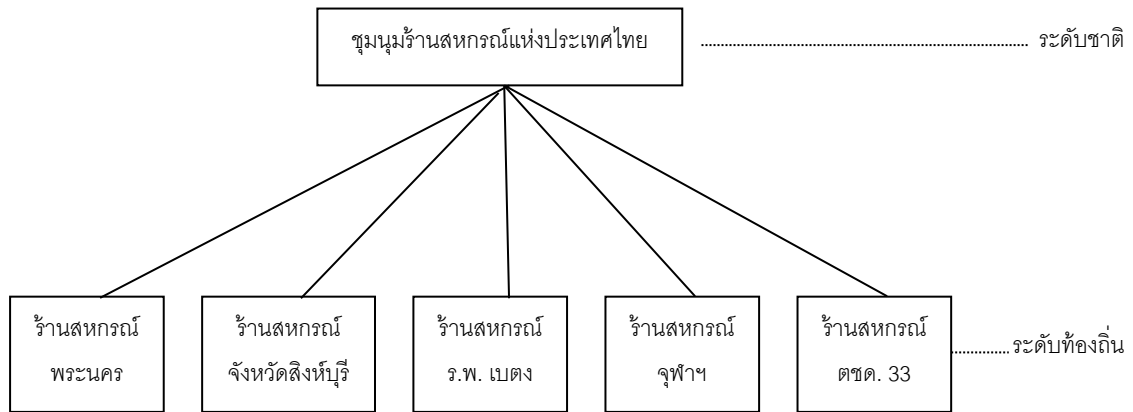 ชุมนุมร้านสหกรณ์แห่งประเทศไทย ระดับชาติ
ร้านสหกรณ์
พระนคร
ร้านสหกรณ์
จังหวัดสิงห์บุรี
ร้านสหกรณ์
ร.พ. เบตง
ร้านสหกรณ์
จุฬาฯ
ร้านสหกรณ์
ตชด. 33
ระดับท้องถิ่น